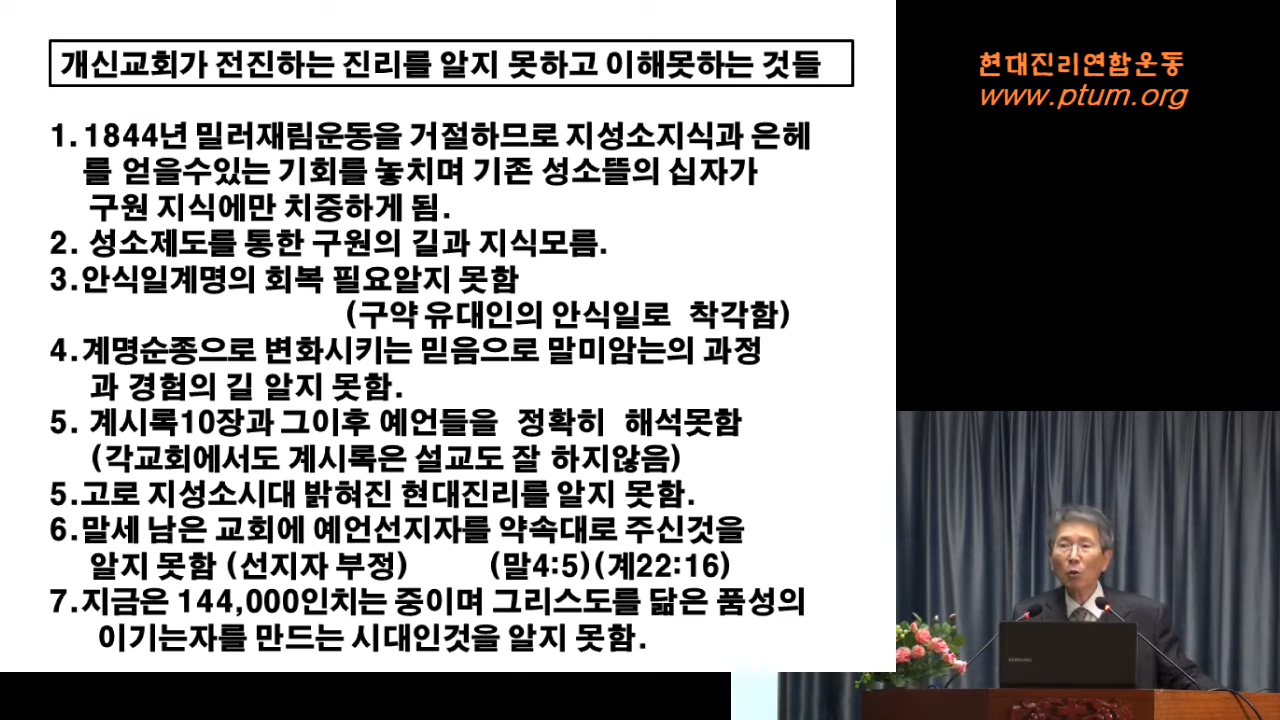 개신교회가 전진하는 진리를 알지 못하고 이해못하는 것들
현대진리연합운동
www.ptum.org
1. 1844년 밀러재림운동을 거절하므로 지성소지식과 은헤
를 얻을수있는 기회를 놓치며 기존 성소뜰의 십자가
구원 지식에만 치중하게 됨.
2. 성소제도를 통한 구원의 길과 지식모름.
3.안식일계명의 회복 필요알지 못함
(구약 유대인의 안식일로 착각함)
4.계명순종으로 변화시키는 믿음으로 말미암는의 과정
과 경험의 길 알지 못함.
5. 계시록10장과 그이후 예언들을 정확히 해석못함
(각교회에서도 계시록은 설교도 잘 하지않음)
5.고로 지성소시대 밝혀진 현대진리를 알지 못함.
6.말세 남은 교회에 예언선지자를 약속대로 주신것을
알지 못함 (선지자 부정) (말4:5)(계22:16)
7.지금은 144,000인치는 중이며 그리스도를 닮은 품성의
이기는자를 만드는 시대인것을 알지 못함.
SAMSUNG